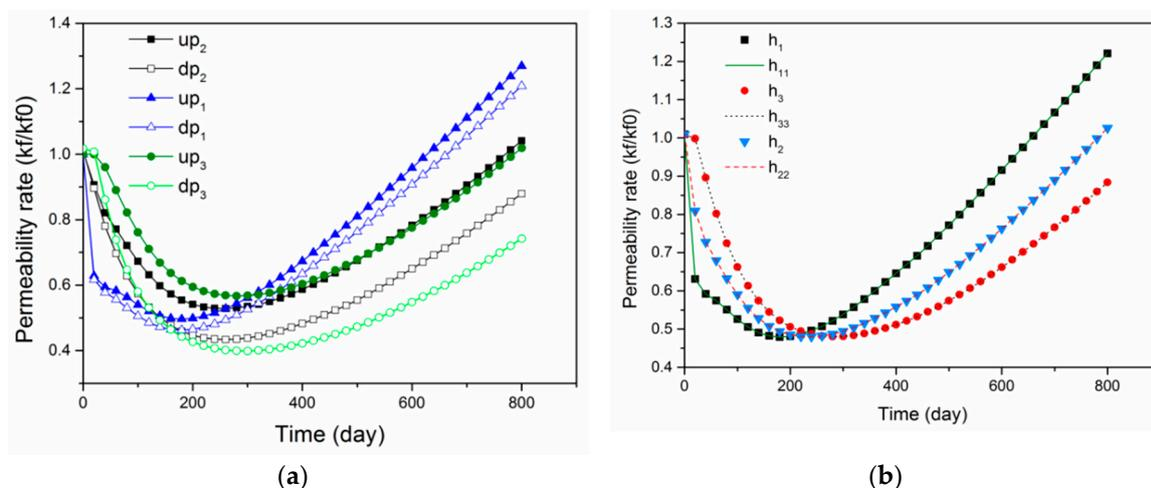 1.4
1.2
1.0
0.8
0.6
0.4
Permeability rate (kf/kf0)
up2
dp2
up1
dp1
up3
dp3
0 200 400 600 800
Time (day)
(a)
1.3
1.2
1.1
1.0
0.9
0.8
0.7
0.6
0.5
0.4
Permeability rate (kf/kf0)
h1
h11
h3
h33
h2
h22
0 200 400 600 800
Time (day)
(b)